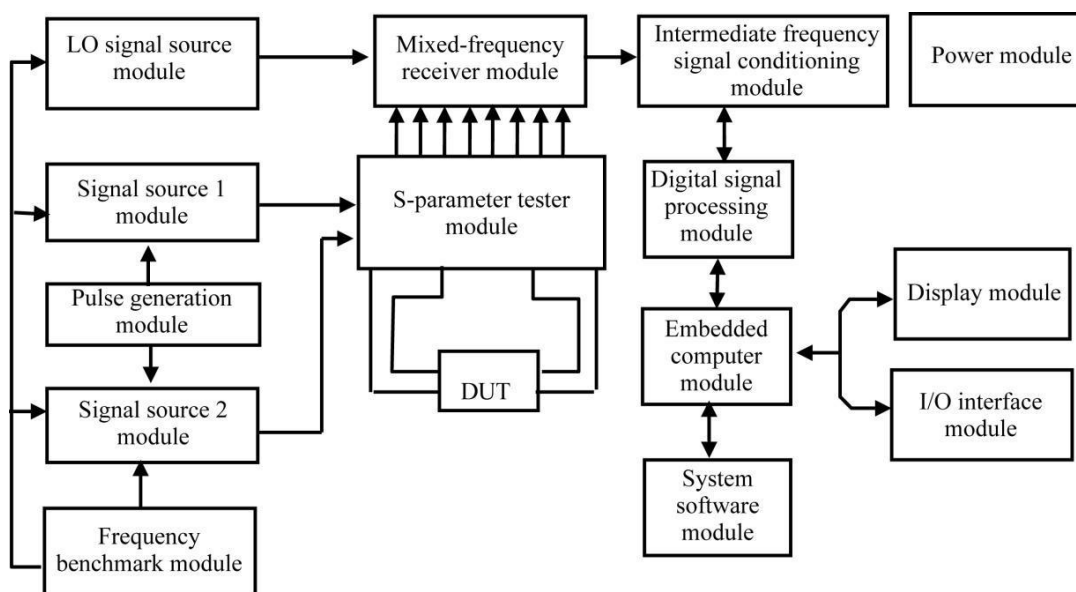 LO signal source
module
Mixed-frequency
receiver module
Intermediate frequency
signal conditioning
module
Power module
Signal source 1
module
S-parameter tester
module
Digital signal
processing
module
Pulse generation
module
Display module
Embedded
computer
module
DUT
Signal source 2
module
I/O interface
module
System
software
module
Frequency
benchmark module